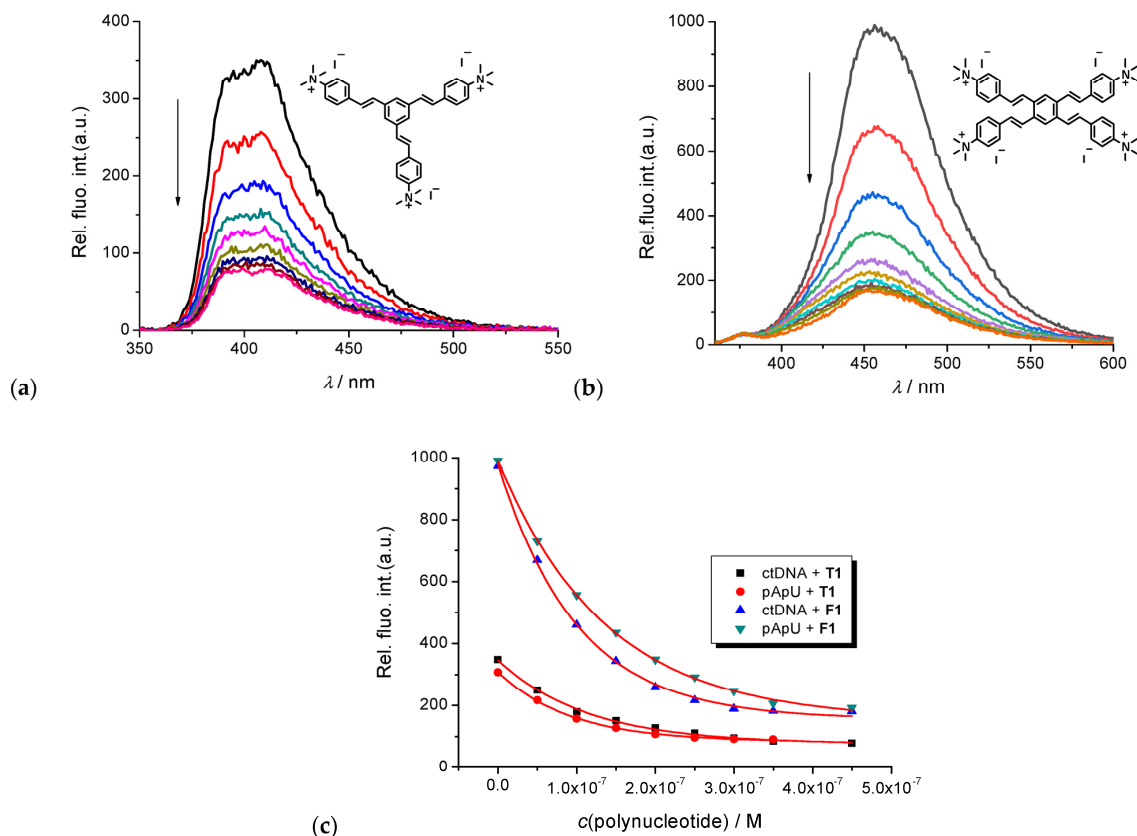 400
300
200
100
0
350
400
450
500
550
Rel. fluo. int.(a.u.)
λ / nm
I⁻
N
+
I⁻
N
+
N
+
I⁻
(a)
1000
800
600
400
200
0
400
450
500
550
600
Rel.fluo.int.(a.u.)
λ / nm
I⁻
N
+
I⁻
N
+
N
+
I⁻
N
+
I⁻
(b)
1000
800
600
400
200
0
0.0
1.0x10⁻⁷
2.0x10⁻⁷
3.0x10⁻⁷
4.0x10⁻⁷
5.0x10⁻⁷
Rel. fluo. int.(a.u.)
c(polynucleotide) / M
ctDNA + T1
pApU + T1
ctDNA + F1
pApU + F1
(c)